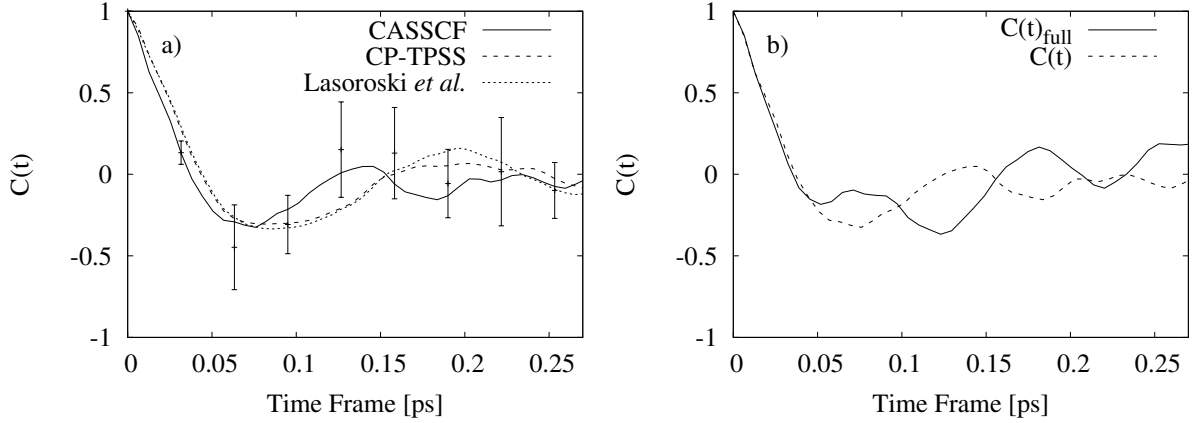 a)
CASSCF
CP-TPSS
Lasoroski et al.
1
0.5
0
-0.5
-1
C(t)
0
0.05
0.1
0.15
0.2
0.25
Time Frame [ps]
b)
C(t)full
C(t)
1
0.5
0
-0.5
-1
C(t)
0
0.05
0.1
0.15
0.2
0.25
Time Frame [ps]